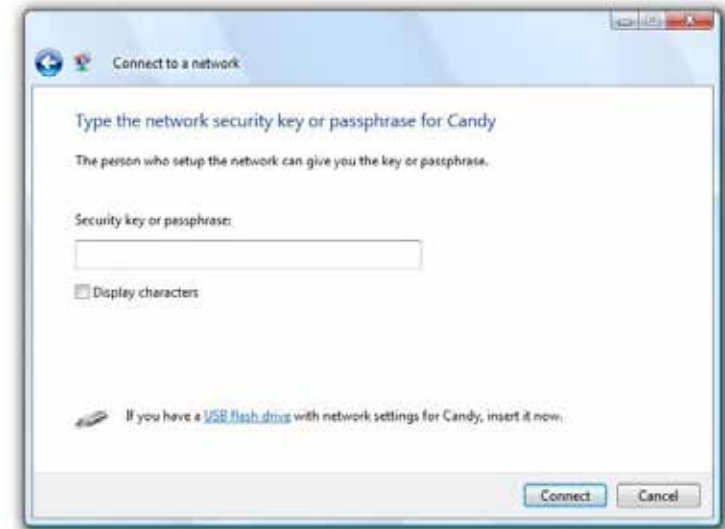 Connect to a network
Type the network security key or passphrase for Candy
The person who setup the network can give you the key or passphrase.
Security key or passphrase:
Display characters
If you have a USB flash drive with network settings for Candy, insert it now.
Connect Cancel